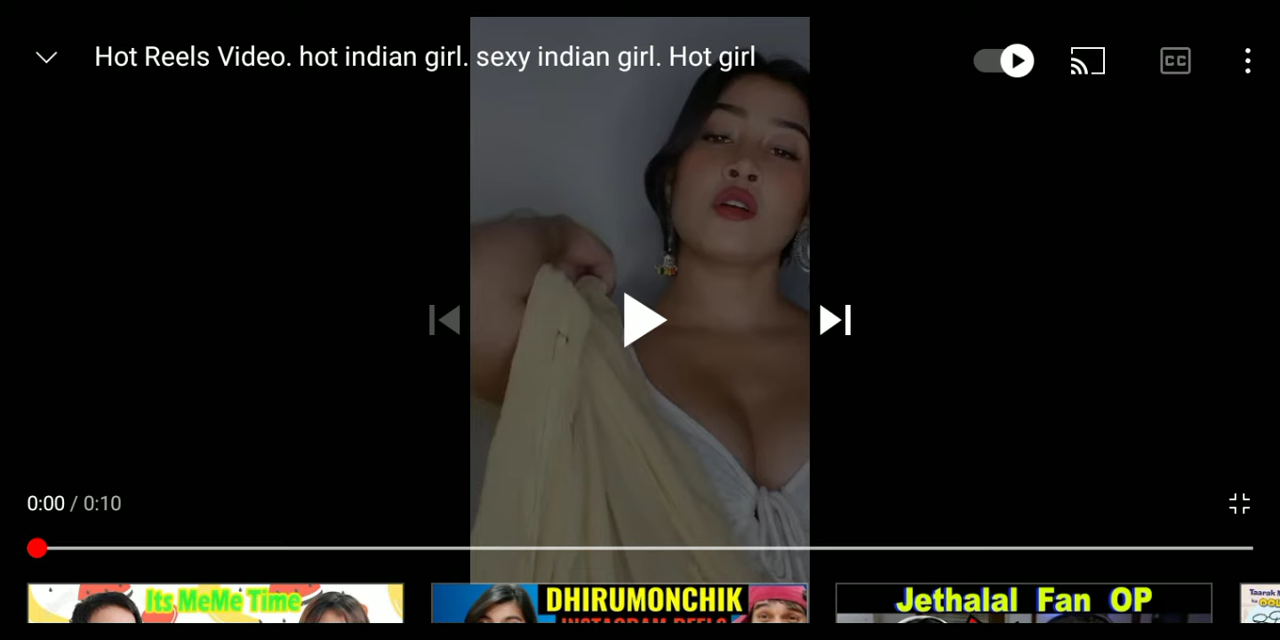 Hot Reels Video. hot indian girl. sexy indian girl. Hot girl
CC
0:00 / 0:10
Its MeMe Time
DHIRUMONCHIK
INSTAGRAM REELS
Jethalal Fan OP
Taarak M